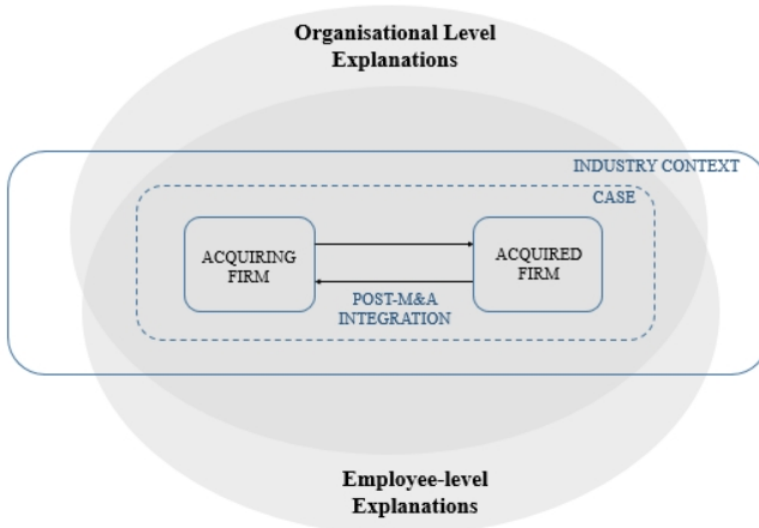 Organisational Level
Explanations
INDUSTRY CONTEXT
CASE
ACQUIRING
FIRM
ACQUIRED
FIRM
POST-M&A
INTEGRATION
Employee-level
Explanations